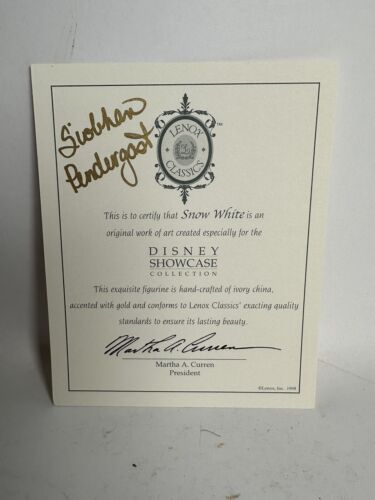 Siobhan
Pendergast
LENOX
CLASSICS
™
This is to certify that Snow White is an
original work of art created especially for the
DISNEY
SHOWCASE
COLLECTION
This exquisite figurine is hand-crafted of ivory china,
accented with gold and conforms to Lenox Classics' exacting quality
standards to ensure its lasting beauty.
Martha A. Curren
Martha A. Curren
President
©Lenox, Inc. 1998